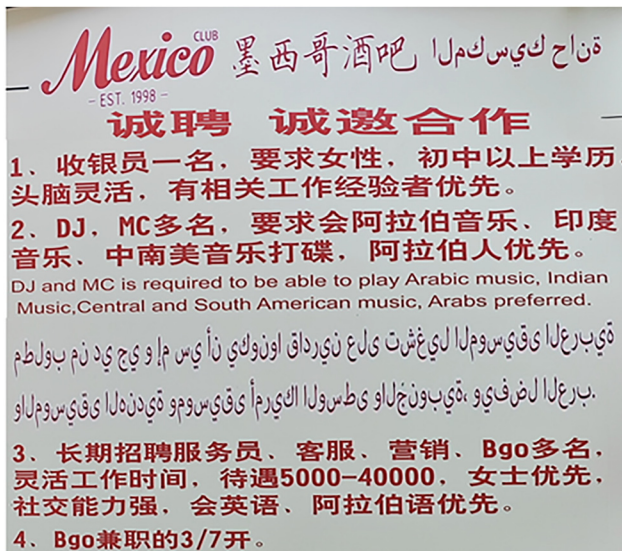 Mexico CLUB 墨西哥酒吧 المكسيك حانة
- EST. 1998 -
诚聘 诚邀合作
1、收银员一名，要求女性，初中以上学历，
头脑灵活，有相关工作经验者优先。
2、DJ，MC多名，要求会阿拉伯音乐、印度
音乐、中南美音乐打碟，阿拉伯人优先。
DJ and MC is required to be able to play Arabic music, Indian
Music,Central and South American music, Arabs preferred.
مطلوب من دي جي و إم سي أن يكونوا قادرين على تشغيل الموسيقى العربية
والموسيقى الهندية وموسيقى أمريكا الوسطى والجنوبية، ويفضل العرب.
3、长期招聘服务员、客服、营销、Bgo多名，
灵活工作时间，待遇5000-40000，女士优先，
社交能力强，会英语、阿拉伯语优先。
4、Bgo兼职的3/7开。